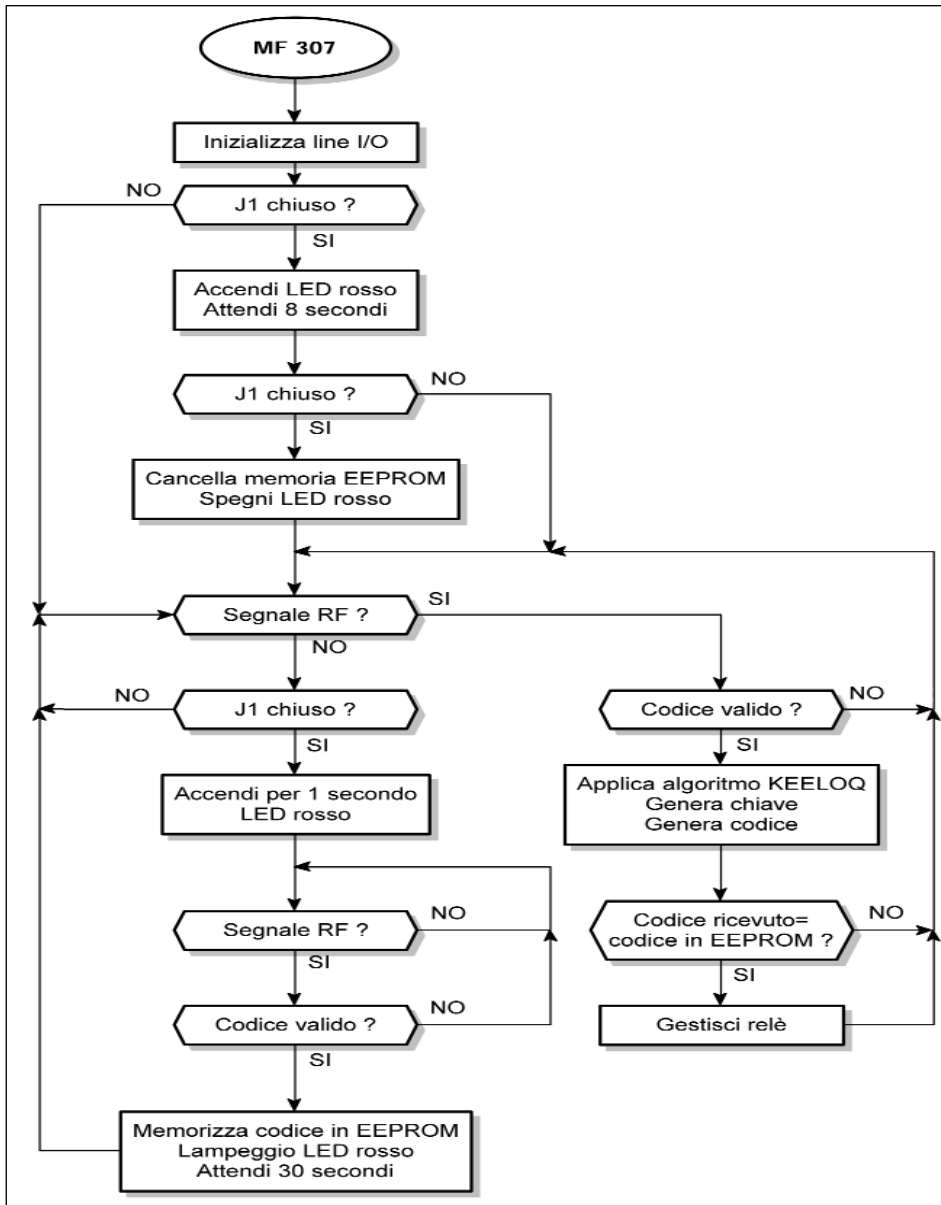 MF 307
Inizializza line I/O
NO
J1 chiuso ?
SI
Accendi LED rosso
Attendi 8 secondi
J1 chiuso ?
NO
SI
Cancella memoria EEPROM
Spegni LED rosso
Segnale RF ?
SI
NO
NO
J1 chiuso ?
SI
Accendi per 1 secondo
LED rosso
Segnale RF ?
NO
SI
Codice valido ?
NO
SI
Memorizza codice in EEPROM
Lampeggio LED rosso
Attendi 30 secondi
Codice valido ?
NO
SI
Applica algoritmo KEELOQ
Genera chiave
Genera codice
Codice ricevuto=
codice in EEPROM ?
NO
SI
Gestisci relè